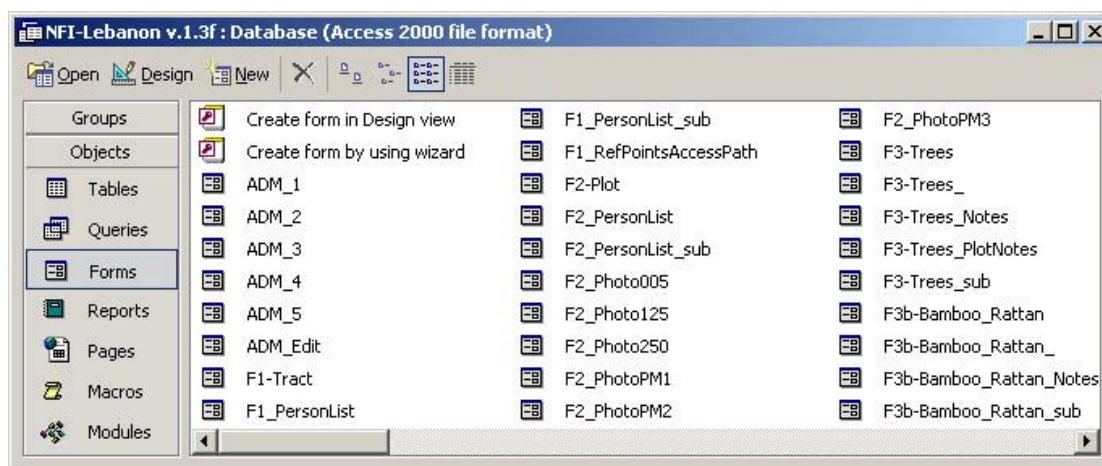 NFI-Lebanon v.1.3f : Database (Access 2000 file format)
Open Design New
Groups
Objects
Tables
Queries
Forms
Reports
Pages
Macros
Modules
Create form in Design view
Create form by using wizard
ADM_1
ADM_2
ADM_3
ADM_4
ADM_5
ADM_Edit
F1-Tract
F1_PersonList
F1_PersonList_sub
F1_RefPointsAccessPath
F2-Plot
F2_PersonList
F2_PersonList_sub
F2_Photo005
F2_Photo125
F2_Photo250
F2_PhotoPM1
F2_PhotoPM2
F2_PhotoPM3
F3-Trees
F3-Trees_
F3-Trees_Notes
F3-Trees_PlotNotes
F3-Trees_sub
F3b-Bamboo_Rattan
F3b-Bamboo_Rattan_
F3b-Bamboo_Rattan_Notes
F3b-Bamboo_Rattan_sub